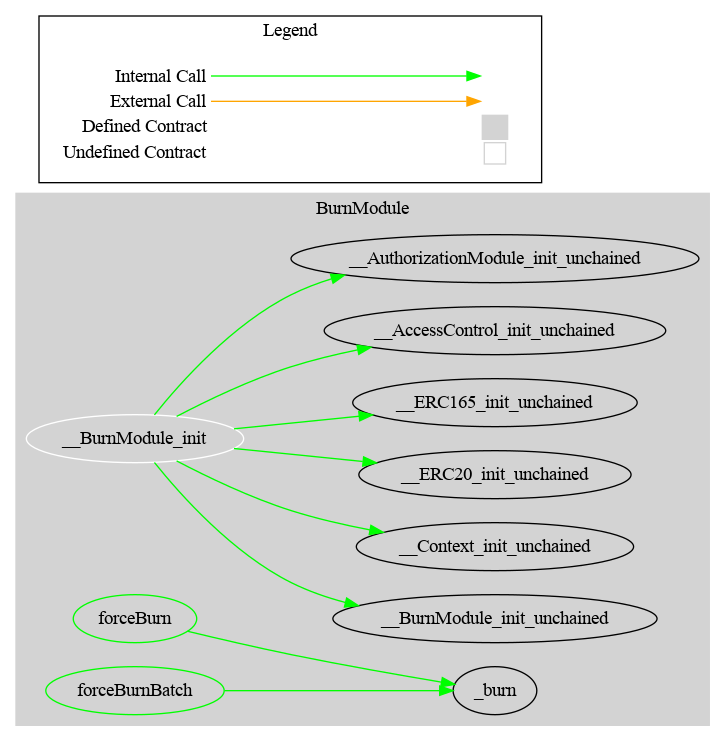 Legend
Internal Call
External Call
Defined Contract
Undefined Contract
BurnModule
__AuthorizationModule_init_unchained
__AccessControl_init_unchained
__ERC165_init_unchained
__BurnModule_init
__ERC20_init_unchained
__Context_init_unchained
__BurnModule_init_unchained
forceBurn
forceBurnBatch
_burn